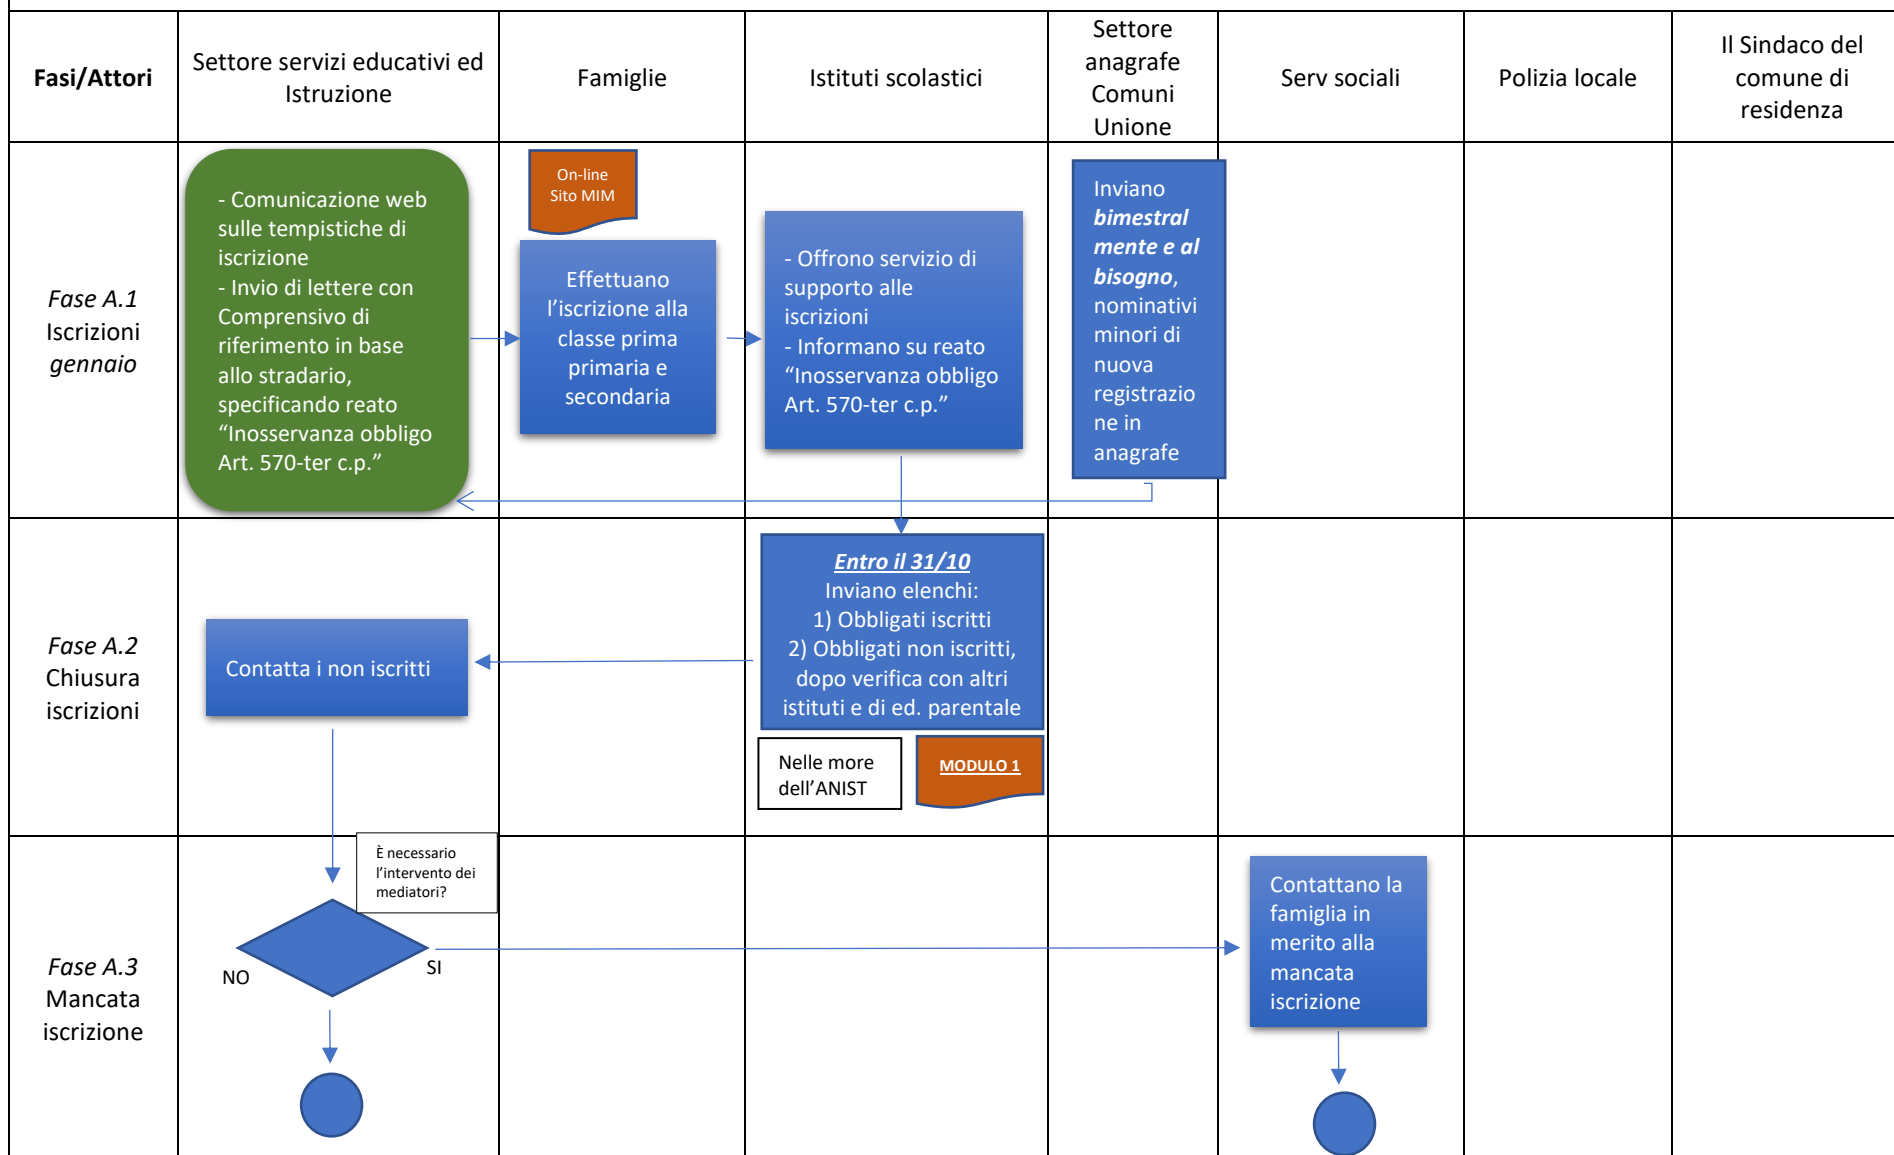 Fasi/Attori
Settore servizi educativi ed
Istruzione
Famiglie
Istituti scolastici
Settore
anagrafe
Comuni
Unione
Serv sociali
Polizia locale
Il Sindaco del
comune di
residenza
Fase A.1
Iscrizioni
gennaio
- Comunicazione web
sulle tempistiche di
iscrizione
- Invio di lettere con
Comprensivo di
riferimento in base
allo stradario,
specificando reato
“Inosservanza obbligo
Art. 570-ter c.p.”
On-line
Sito MIM
Effettuano
l’iscrizione alla
classe prima
primaria e
secondaria
- Offrono servizio di
supporto alle
iscrizioni
- Informano su reato
“Inosservanza obbligo
Art. 570-ter c.p.”
Inviano
bimestral
mente e al
bisogno,
nominativi
minori di
nuova
registrazio
ne in
anagrafe
Fase A.2
Chiusura
iscrizioni
Contatta i non iscritti
Entro il 31/10
Inviano elenchi:
1) Obbligati iscritti
2) Obbligati non iscritti,
dopo verifica con altri
istituti e di ed. parentale
Nelle more
dell’ANIST
MODULO 1
Fase A.3
Mancata
iscrizione
È necessario
l’intervento dei
mediatori?
NO
SI
Contattano la
famiglia in
merito alla
mancata
iscrizione